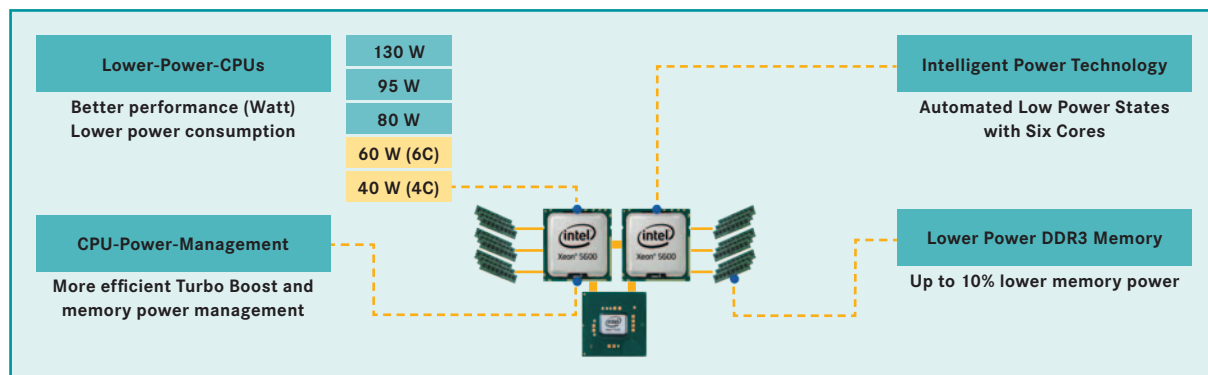 Lower-Power-CPUs
Better performance (Watt)
Lower power consumption
130 W
95 W
80 W
60 W (6C)
40 W (4C)
Intelligent Power Technology
Automated Low Power States
with Six Cores
CPU-Power-Management
More efficient Turbo Boost and
memory power management
intel
Xeon® 5600
intel
Xeon® 5600
intel
Lower Power DDR3 Memory
Up to 10% lower memory power